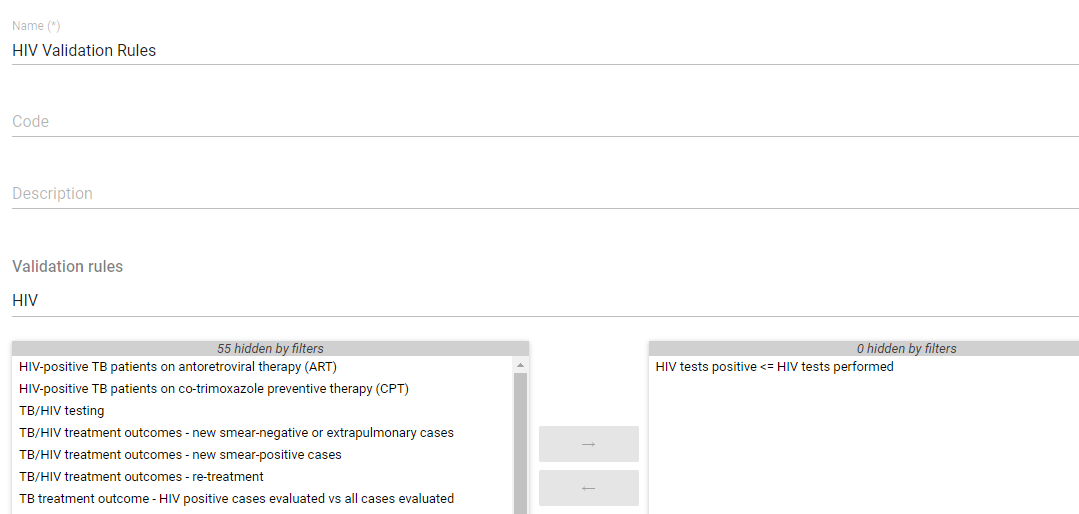 Name (*)
HIV Validation Rules
Code
Description
Validation rules
HIV
55 hidden by filters
HIV-positive TB patients on antoretroviral therapy (ART)
HIV-positive TB patients on co-trimoxazole preventive therapy (CPT)
TB/HIV testing
TB/HIV treatment outcomes - new smear-negative or extrapulmonary cases
TB/HIV treatment outcomes - new smear-positive cases
TB/HIV treatment outcomes - re-treatment
TB treatment outcome - HIV positive cases evaluated vs all cases evaluated
→
←
0 hidden by filters
HIV tests positive <= HIV tests performed